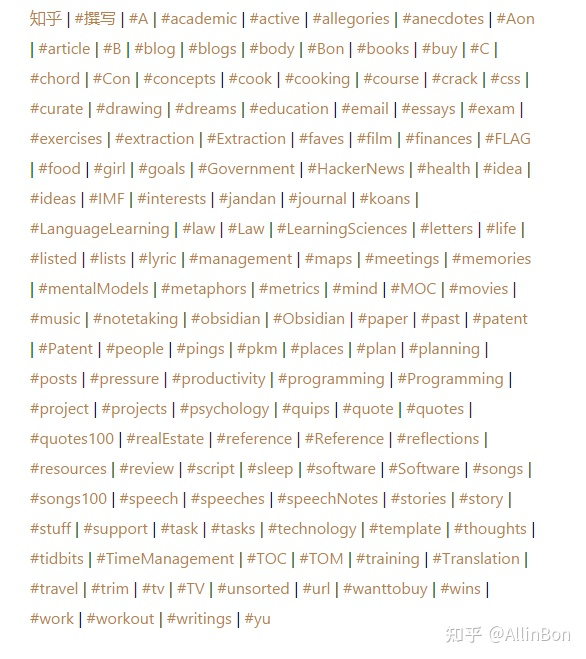 知乎 | #撰写 | #A | #academic | #active | #allegories | #anecdotes | #Aon
| #article | #B | #blog | #blogs | #body | #Bon | #books | #buy | #C |
#chord | #Con | #concepts | #cook | #cooking | #course | #crack | #css |
#curate | #drawing | #dreams | #education | #email | #essays | #exam |
#exercises | #extraction | #Extraction | #faves | #film | #finances | #FLAG
| #food | #girl | #goals | #Government | #HackerNews | #health | #idea |
#ideas | #IMF | #interests | #jandan | #journal | #koans |
#LanguageLearning | #law | #Law | #LearningSciences | #letters | #life |
#listed | #lists | #lyric | #management | #maps | #meetings | #memories
| #mentalModels | #metaphors | #metrics | #mind | #MOC | #movies |
#music | #notetaking | #obsidian | #Obsidian | #paper | #past | #patent
| #Patent | #people | #pings | #pkm | #places | #plan | #planning |
#posts | #pressure | #productivity | #programming | #Programming |
#project | #projects | #psychology | #quips | #quote | #quotes |
#quotes100 | #realEstate | #reference | #Reference | #reflections |
#resources | #review | #script | #sleep | #software | #Software | #songs |
#songs100 | #speech | #speeches | #speechNotes | #stories | #story |
#stuff | #support | #task | #tasks | #technology | #template | #thoughts |
#tidbits | #TimeManagement | #TOC | #TOM | #training | #Translation |
#travel | #trim | #tv | #TV | #unsorted | #url | #wanttobuy | #wins |
#work | #workout | #writings | #yu
知乎 @AllinBon